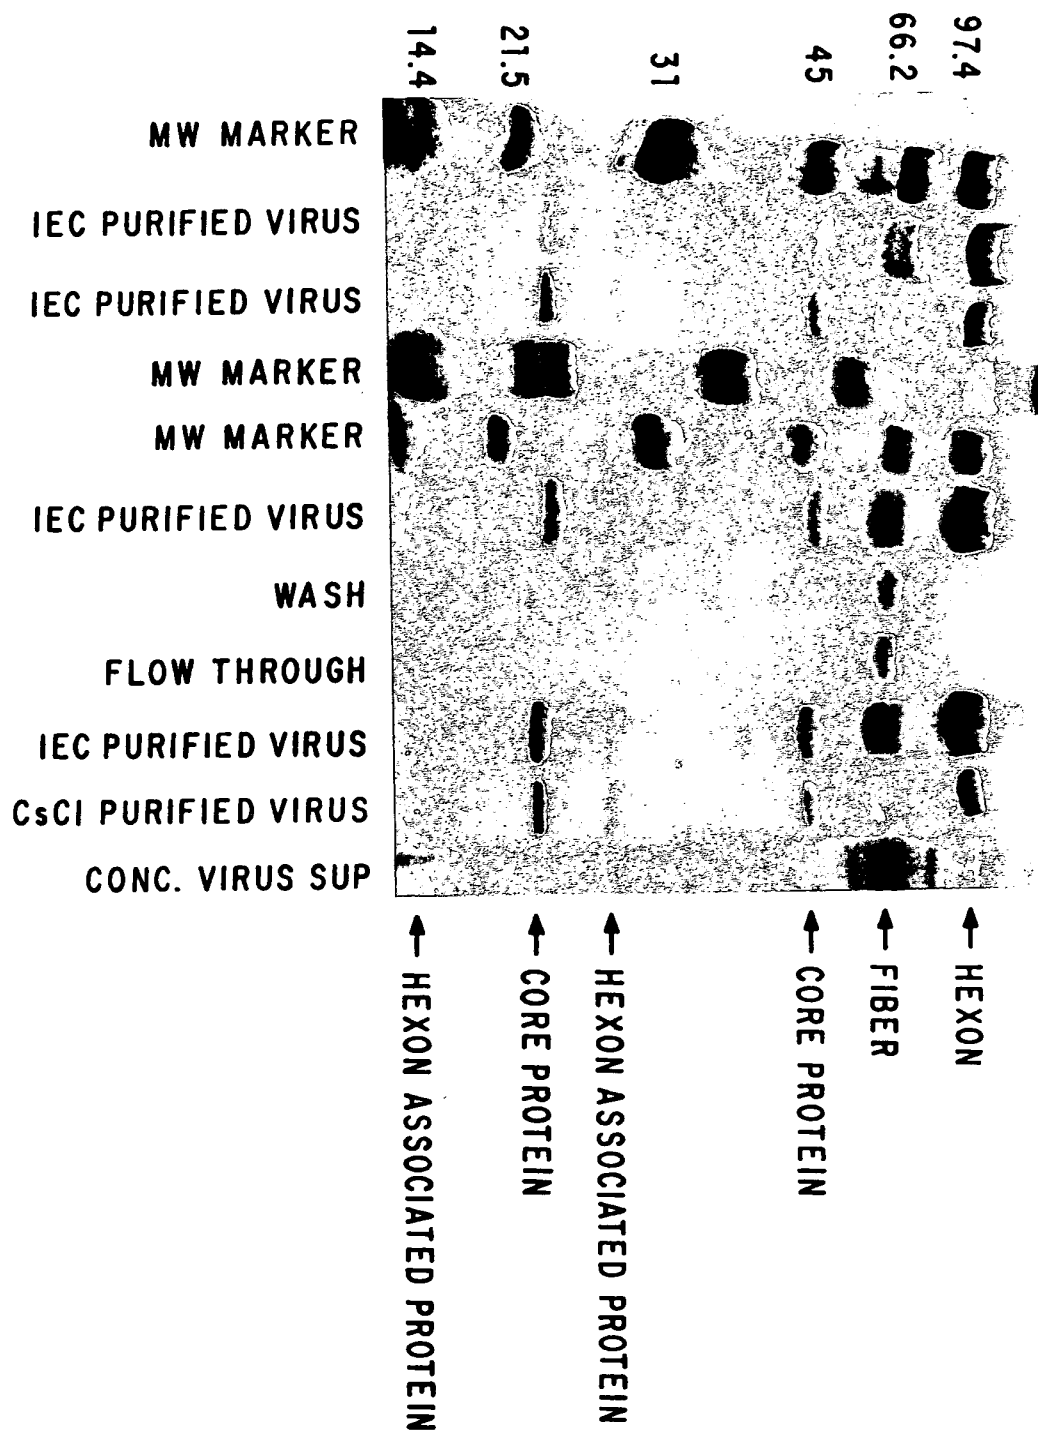 14.4
21.5
31
45
66.2
97.4
MW MARKER
IEC PURIFIED VIRUS
IEC PURIFIED VIRUS
MW MARKER
MW MARKER
IEC PURIFIED VIRUS
WASH
FLOW THROUGH
IEC PURIFIED VIRUS
CsCl PURIFIED VIRUS
CONC. VIRUS SUP
HEXON ASSOCIATED PROTEIN
CORE PROTEIN
HEXON ASSOCIATED PROTEIN
CORE PROTEIN
FIBER
HEXON